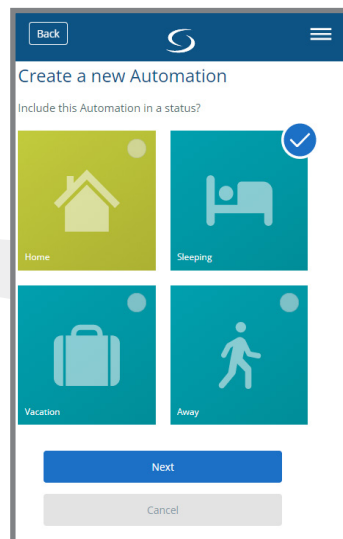 Back
Create a new Automation
Include this Automation in a status?
Home
Sleeping
Vacation
Away
Next
Cancel